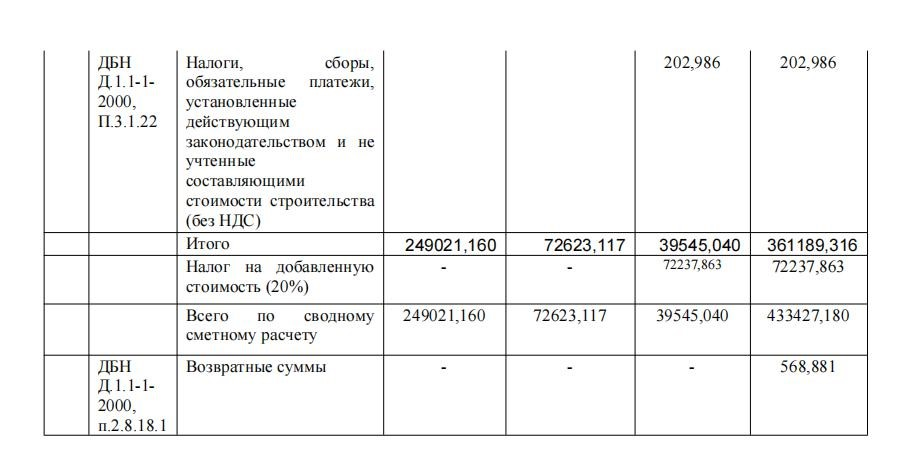 ДБН Налоги, сборы, 202,986 202,986
Д.1.1-1- обязательные платежи,
2000, установленные
П.3.1.22 действующим
законодательством и не
учтенные
составляющими
стоимости строительства
(без НДС)
Итого 249021,160 72623,117 39545,040 361189,316
Налог на добавленную - - 72237,863 72237,863
стоимость (20%)
Всего по сводному 249021,160 72623,117 39545,040 433427,180
сметному расчету
ДБН Возвратные суммы - - - 568,881
Д.1.1-1-
2000,
п.2.8.18.1